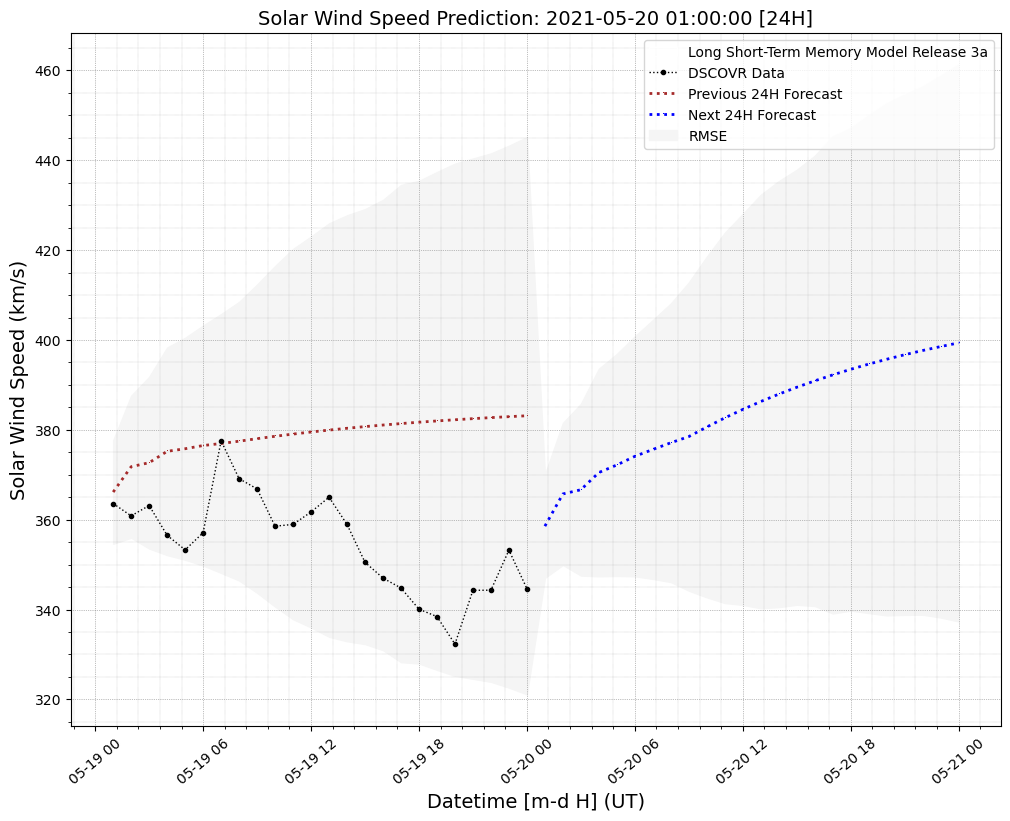 Solar Wind Speed Prediction: 2021-05-20 01:00:00 [24H]
Long Short-Term Memory Model Release 3a
DSCOVR Data
Previous 24H Forecast
Next 24H Forecast
RMSE
Solar Wind Speed (km/s)
460
440
420
400
380
360
340
320
05-19 00
05-19 06
05-19 12
05-19 18
05-20 00
05-20 06
05-20 12
05-20 18
05-21 00
Datetime [m-d H] (UT)